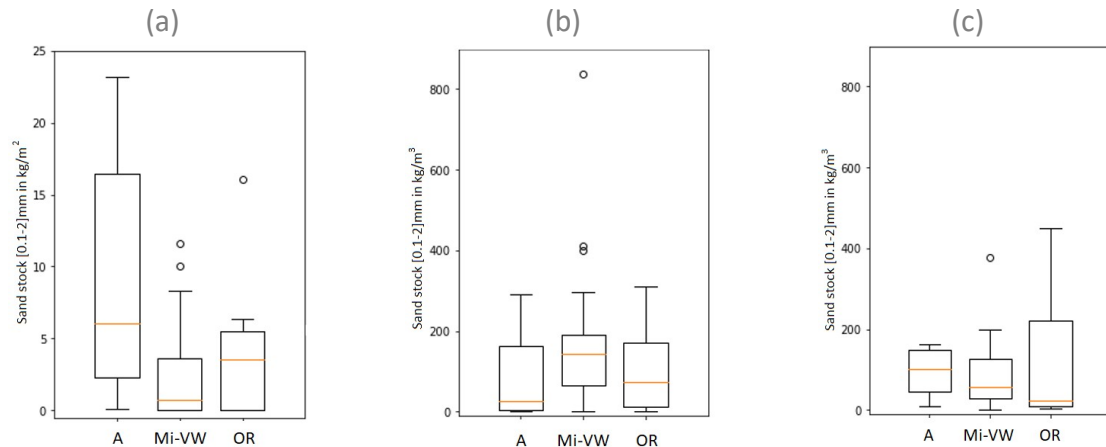 (a)
(b)
(c)
Sand stock [0.1-2]mm in kg/m²
25
20
15
10
5
0
A Mi-VW OR
Sand stock [0.1-2]mm in kg/m³
800
600
400
200
0
A Mi-VW OR
Sand stock [0.1-2]mm in kg/m³
800
600
400
200
0
A Mi-VW OR